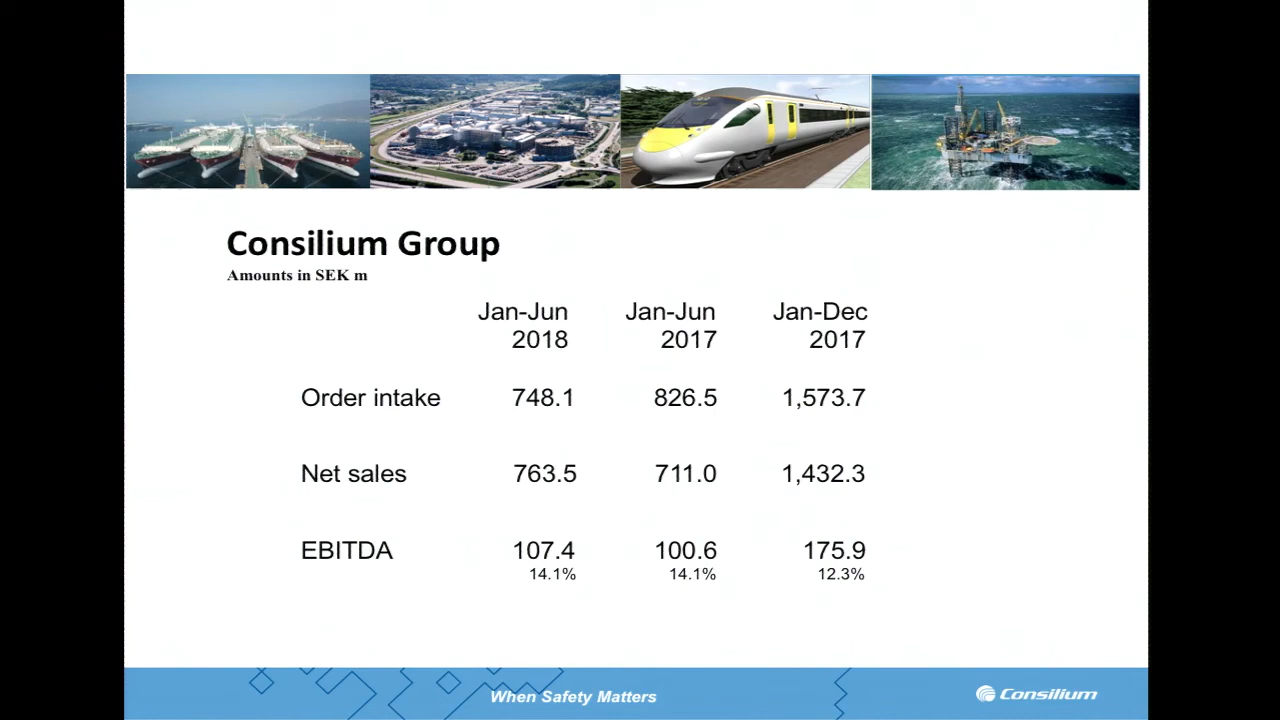 Consilium Group
Amounts in SEK m
Jan-Jun Jan-Jun Jan-Dec
2018 2017 2017
Order intake 748.1 826.5 1,573.7
Net sales 763.5 711.0 1,432.3
EBITDA 107.4 100.6 175.9
14.1% 14.1% 12.3%
When Safety Matters
Consilium